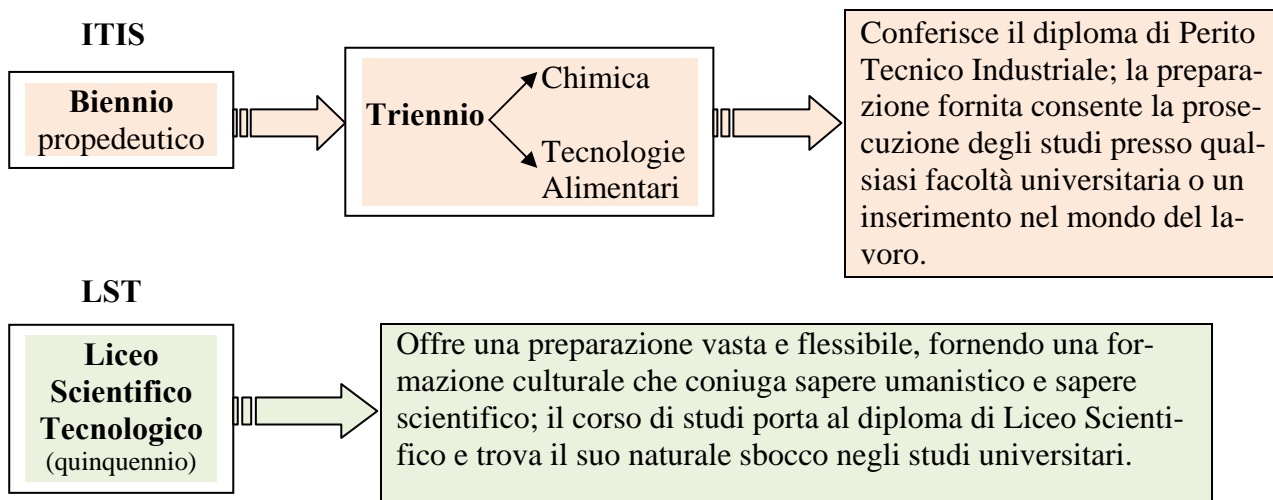 ITIS
Biennio
propedeutico
Triennio
Chimica
Tecnologie
Alimentari
Conferisce il diploma di Perito
Tecnico Industriale; la prepara-
zione fornita consente la prose-
cuzione degli studi presso qual-
siasi facoltà universitaria o un
inserimento nel mondo del la-
voro.
LST
Liceo
Scientifico
Tecnologico
(quinquennio)
Offre una preparazione vasta e flessibile, fornendo una for-
mazione culturale che coniuga sapere umanistico e sapere
scientifico; il corso di studi porta al diploma di Liceo Scienti-
fico e trova il suo naturale sbocco negli studi universitari.